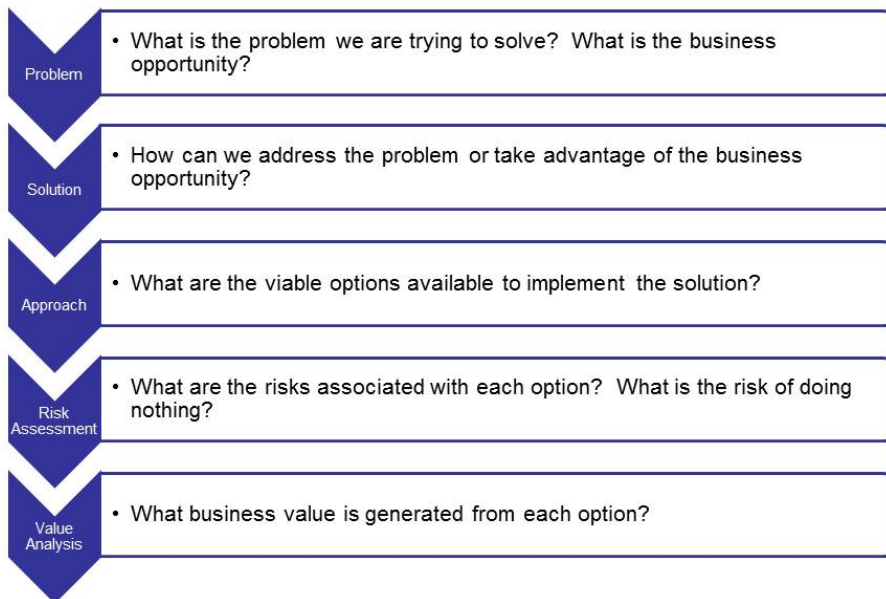 Problem
• What is the problem we are trying to solve?  What is the business
opportunity?
Solution
• How can we address the problem or take advantage of the business
opportunity?
Approach
• What are the viable options available to implement the solution?
Risk
Assessment
• What are the risks associated with each option?  What is the risk of doing
nothing?
Value
Analysis
• What business value is generated from each option?